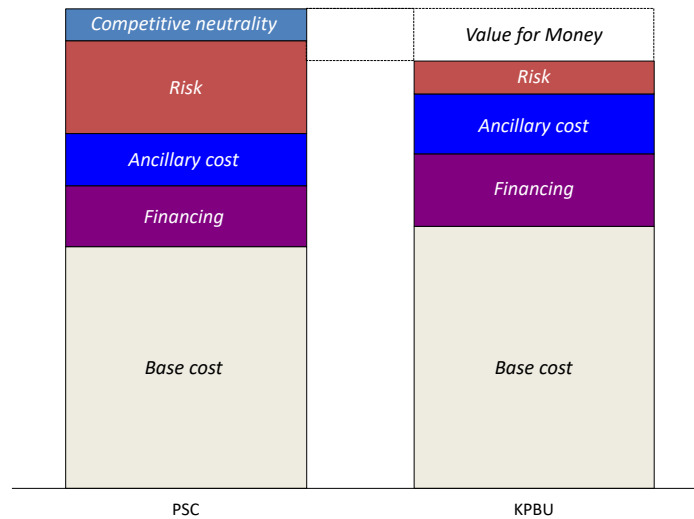 Competitive neutrality
Risk
Ancillary cost
Financing
Base cost
PSC
Value for Money
Risk
Ancillary cost
Financing
Base cost
KPBU